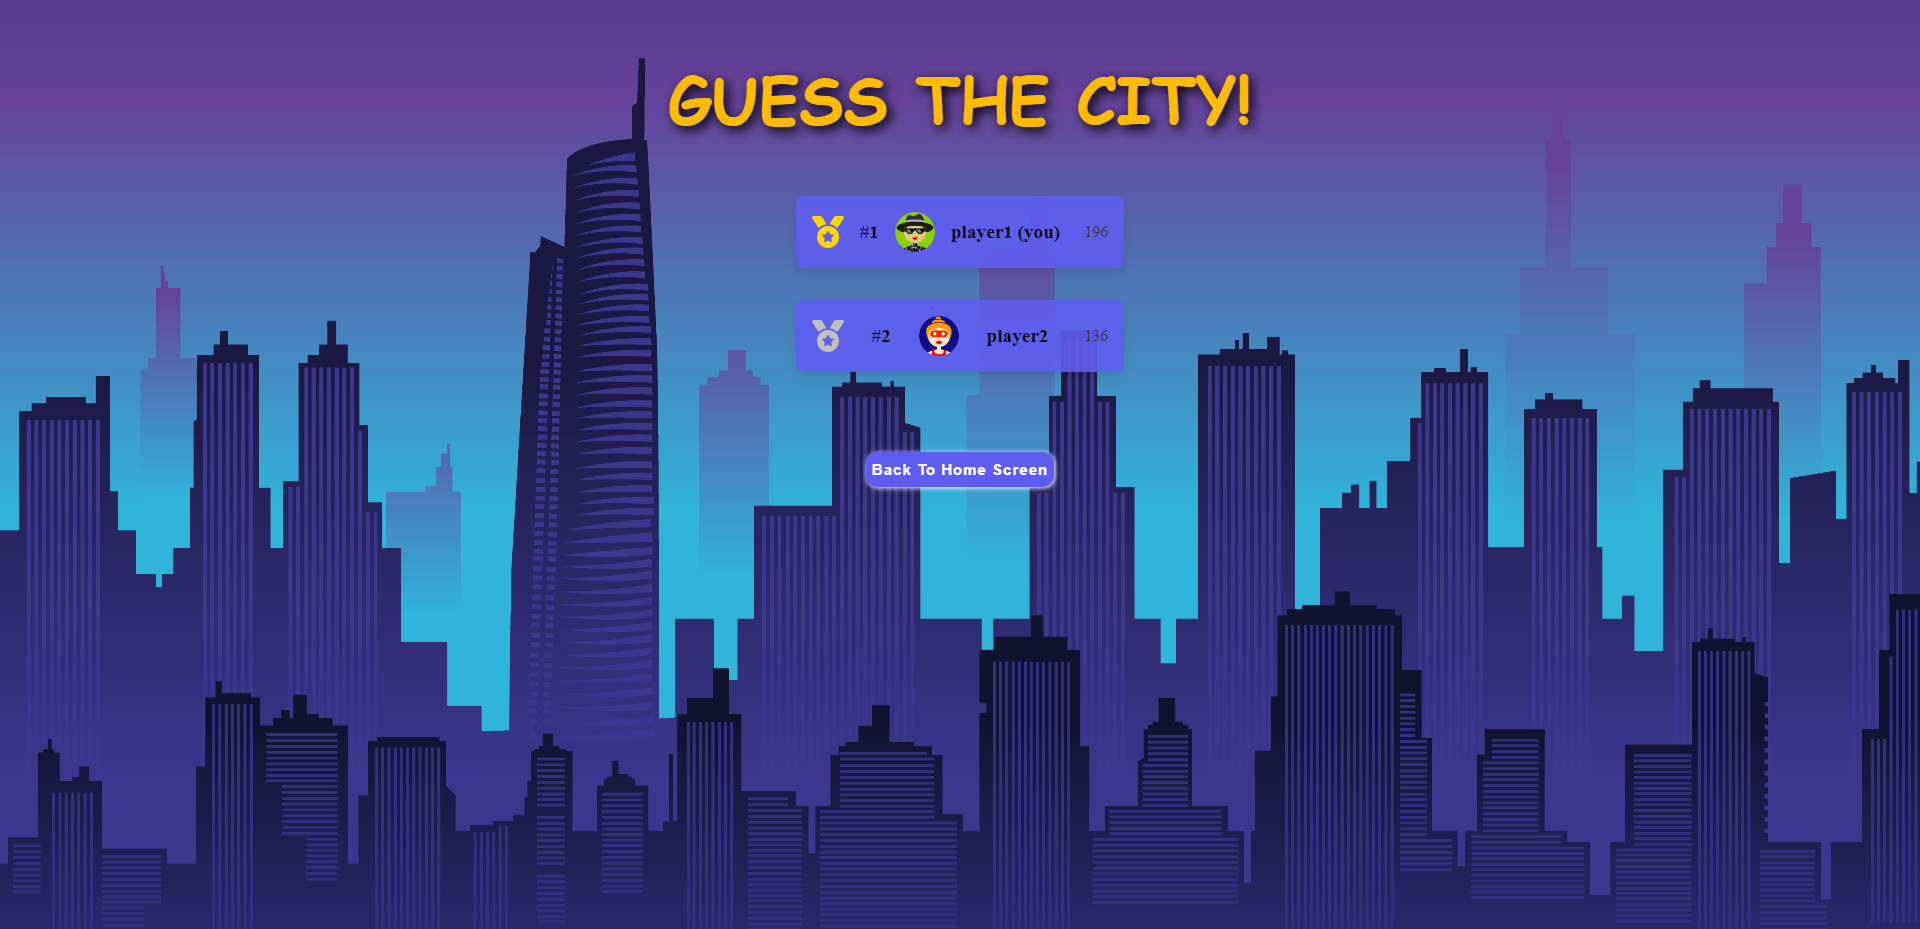 GUESS THE CITY!
#1 player1 (you) 196
#2 player2 136
Back To Home Screen